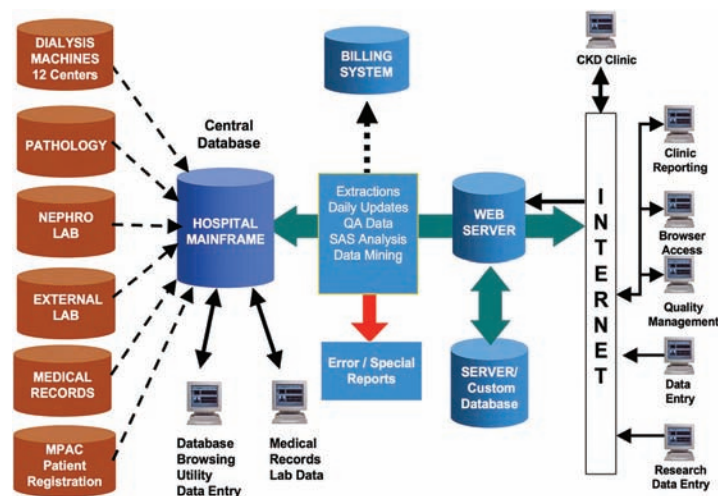 DIALYSIS
MACHINES
12 Centers
PATHOLOGY
NEPHRO
LAB
EXTERNAL
LAB
MEDICAL
RECORDS
MPAC
Patient
Registration
Central
Database
HOSPITAL
MAINFRAME
Database
Browsing
Utility
Data Entry
Medical
Records
Lab Data
BILLING
SYSTEM
Extractions
Daily Updates
QA Data
SAS Analysis
Data Mining
Error / Special
Reports
WEB
SERVER
SERVER/
Custom
Database
CKD Clinic
INTERNET
Clinic
Reporting
Browser
Access
Quality
Management
Data
Entry
Research
Data Entry